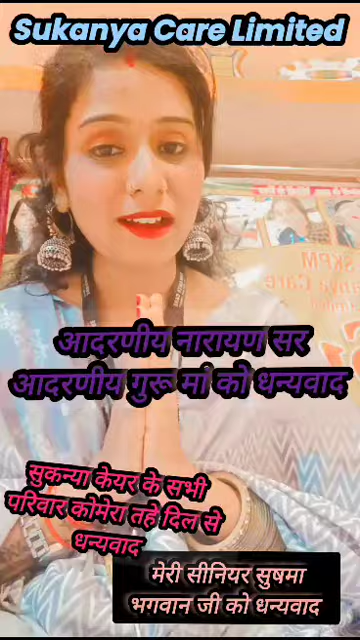 Sukanya Care Limited
SKPM
आदरणीय नारायण सर
आदरणीय गुरू मां को धन्यवाद
सुकन्या केयर के सभी
परिवार कोमेरा तहे दिल से
धन्यवाद
मेरी सीनियर सुषमा
भगवान जी को धन्यवाद